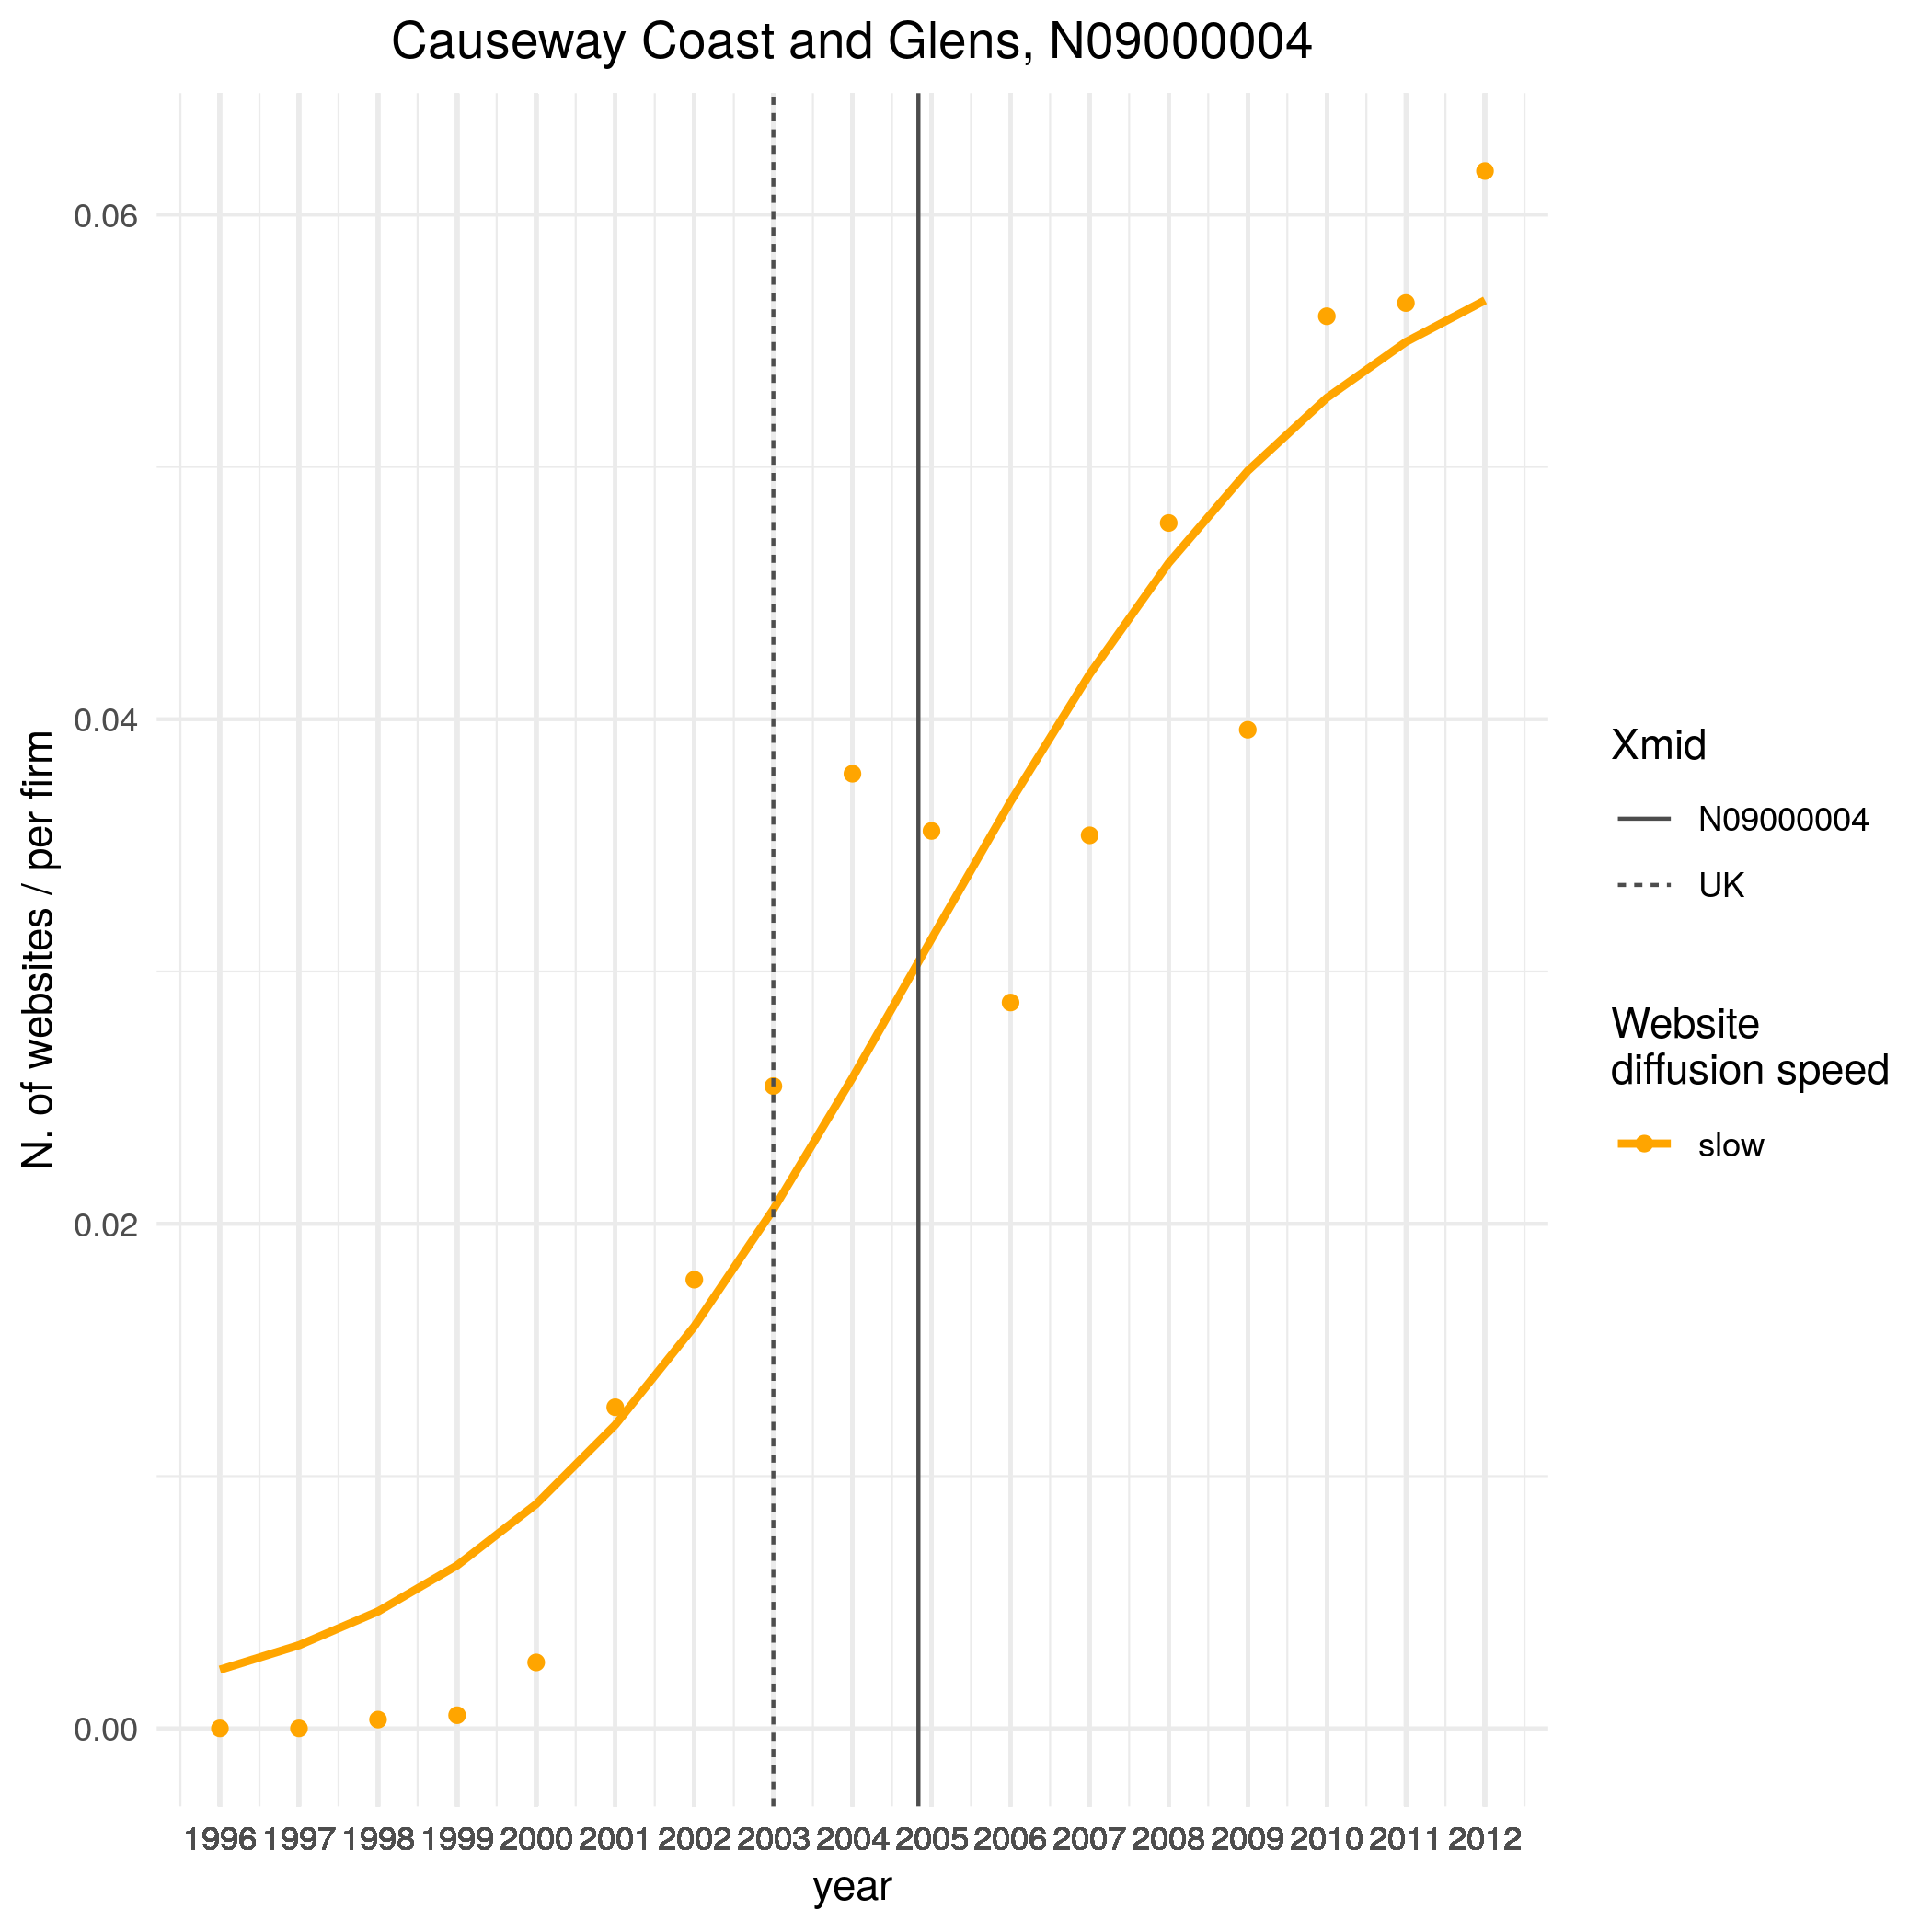 Causeway Coast and Glens, N09000004
0.06
0.04
0.02
0.00
N. of websites / per firm
1996 1997 1998 1999 2000 2001 2002 2003 2004 2005 2006 2007 2008 2009 2010 2011 2012
year
Xmid
N09000004
UK
Website
diffusion speed
slow